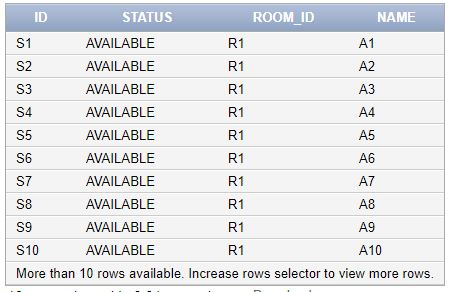 ID STATUS ROOM_ID NAME
S1 AVAILABLE R1 A1
S2 AVAILABLE R1 A2
S3 AVAILABLE R1 A3
S4 AVAILABLE R1 A4
S5 AVAILABLE R1 A5
S6 AVAILABLE R1 A6
S7 AVAILABLE R1 A7
S8 AVAILABLE R1 A8
S9 AVAILABLE R1 A9
S10 AVAILABLE R1 A10
More than 10 rows available. Increase rows selector to view more rows.